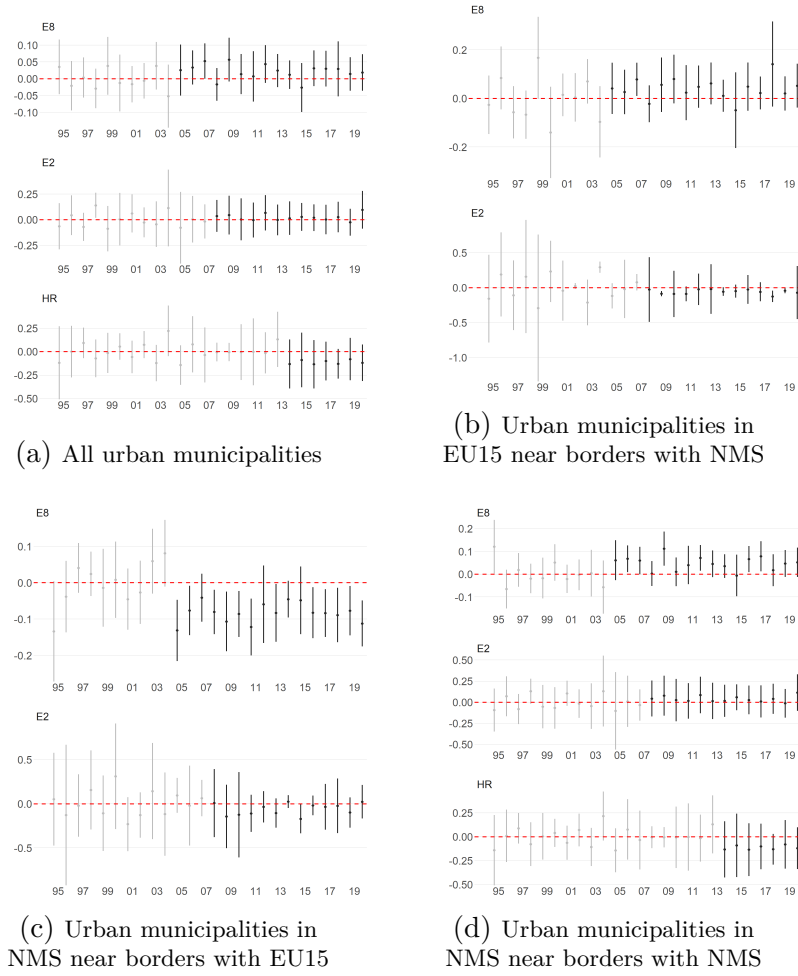 E8
0.10
0.05
0.00
-0.05
-0.10
95 97 99 01 03 05 07 09 11 13 15 17 19
E2
0.25
0.00
-0.25
95 97 99 01 03 05 07 09 11 13 15 17 19
HR
0.25
0.00
-0.25
-0.50
95 97 99 01 03 05 07 09 11 13 15 17 19
(a) All urban municipalities
E8
0.2
0.0
-0.2
95 97 99 01 03 05 07 09 11 13 15 17 19
E2
0.5
0.0
-0.5
-1.0
95 97 99 01 03 05 07 09 11 13 15 17 19
(b) Urban municipalities in
EU15 near borders with NMS
E8
0.1
0.0
-0.1
-0.2
95 97 99 01 03 05 07 09 11 13 15 17 19
E2
0.5
0.0
-0.5
95 97 99 01 03 05 07 09 11 13 15 17 19
(c) Urban municipalities in
NMS near borders with EU15
E8
0.2
0.1
0.0
-0.1
95 97 99 01 03 05 07 09 11 13 15 17 19
E2
0.50
0.25
0.00
-0.25
-0.50
95 97 99 01 03 05 07 09 11 13 15 17 19
HR
0.25
0.00
-0.25
-0.50
95 97 99 01 03 05 07 09 11 13 15 17 19
(d) Urban municipalities in
NMS near borders with NMS